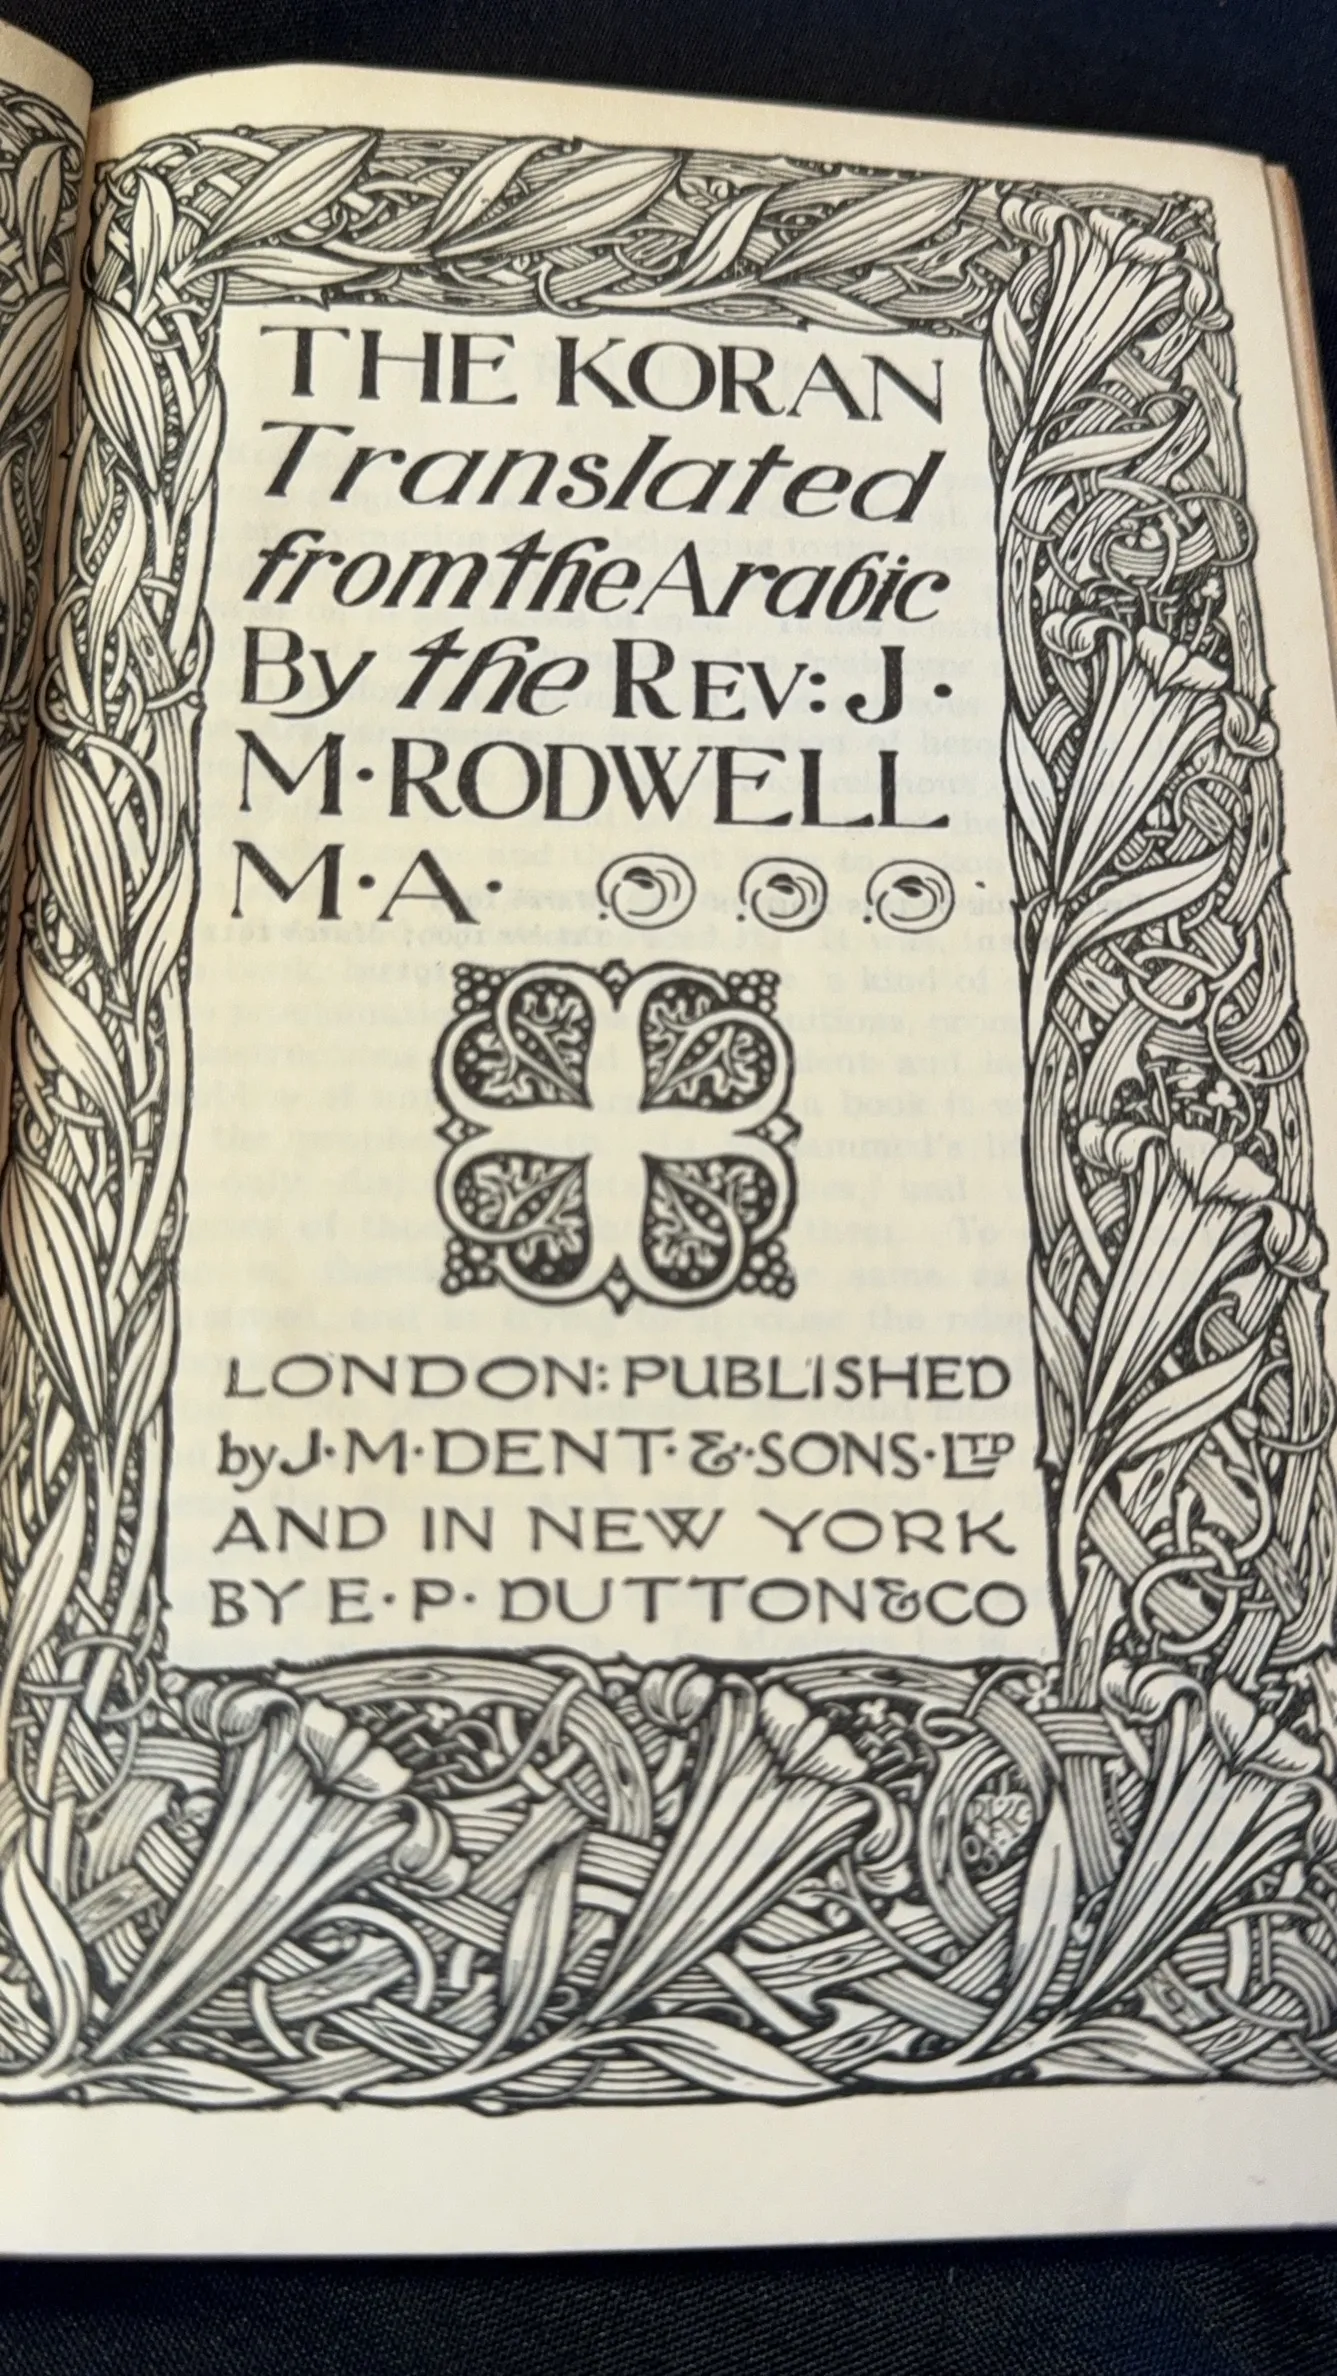 THE KORAN
Translated
from the Arabic
By the REV: J·
M·RODWELL
M·A·
LONDON: PUBLISHED
by J·M·DENT·&·SONS·LTD
AND IN NEW YORK
BY E·P·DUTTON&CO